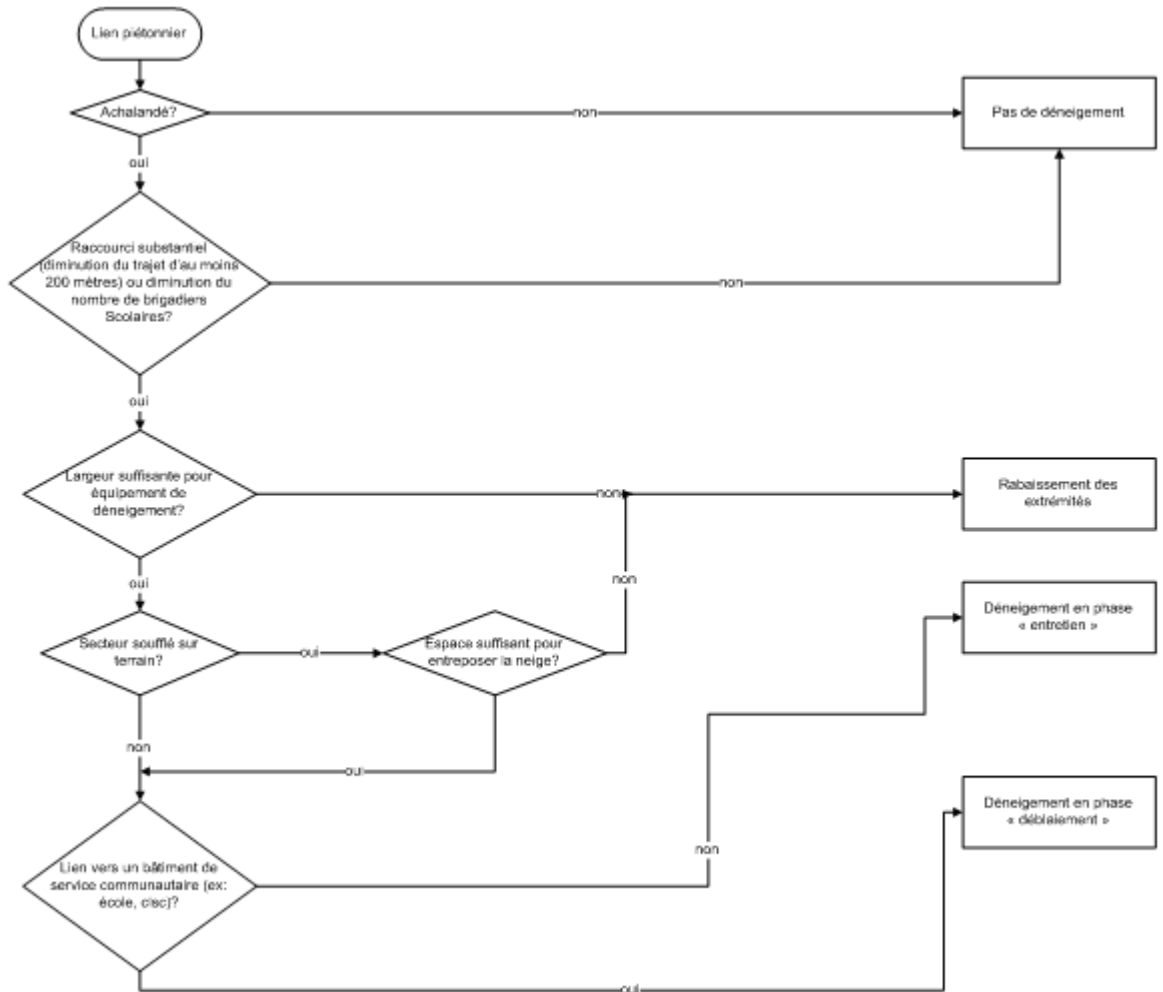 Lien piétonnier
Achalandé?
non
Pas de déneigement
oui
Raccourci substantiel
(diminution du trajet d'au moins
200 mètres) ou diminution du
nombre de brigadiers
Scolaires?
non
oui
Largeur suffisante pour
équipement de
déneigement?
non
Rabaissement des
extrémités
oui
non
Secteur soufflé sur
terrain?
oui
Espace suffisant pour
entreposer la neige?
Déneigement en phase
« entretien »
non
oui
Déneigement en phase
« déblaiement »
Lien vers un bâtiment de
service communautaire (ex:
école, clsc)?
non
oui